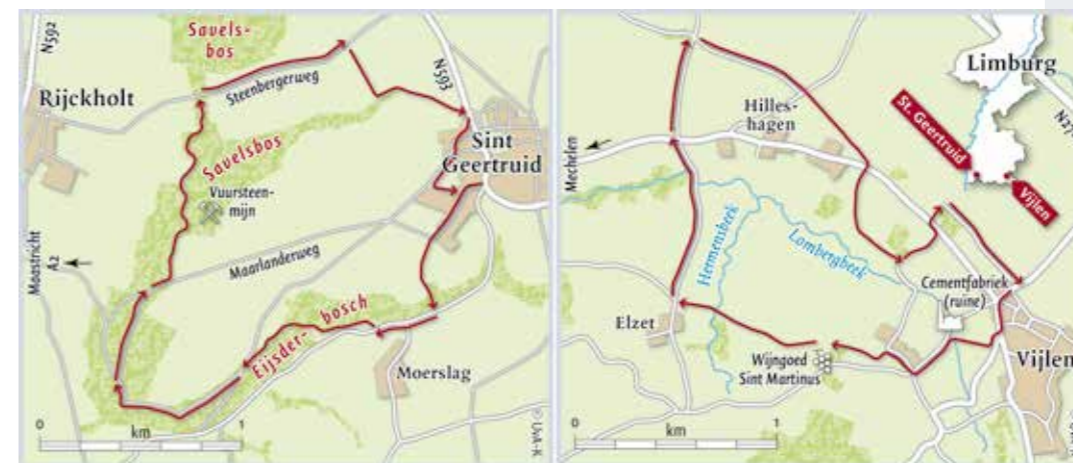 N592
Savels-
bos
N593
Rijckholt
Steenbergerweg
Sint
Geertruid
Savelsbos
Vuursteen-
mijn
Maastricht
A2
Maarlanderweg
Eijsder-
bosch
Moerslag
0
1
km
Limburg
Hilles-
hagen
St. Geertruid
Vijlen
Mechelen
Hermensbeek
Lombergbeek
Cementfabriek
(ruine)
Elzet
Wijngoed
Sint Martinus
Vijlen
0
1
km